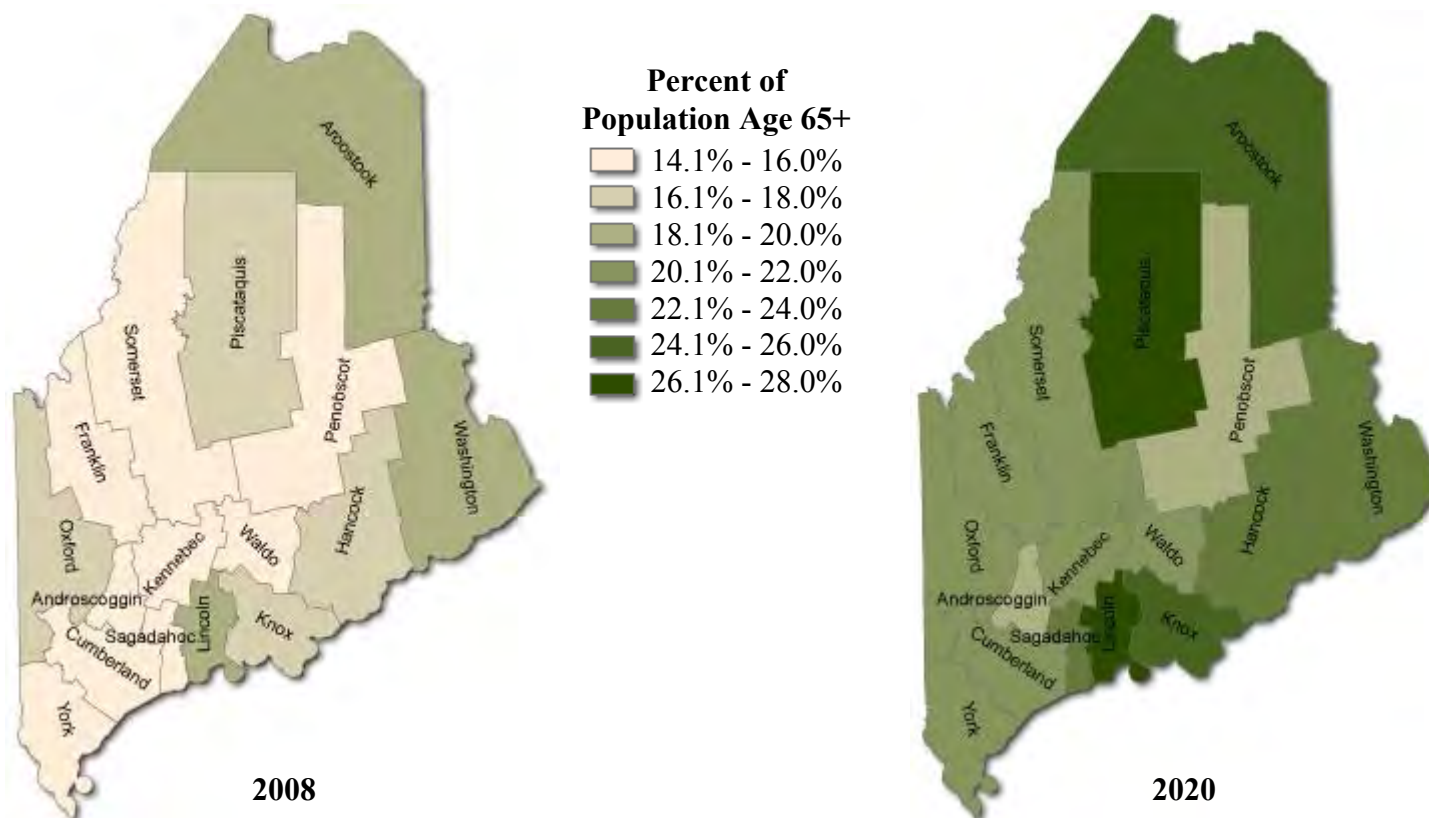 Percent of
Population Age 65+
14.1% - 16.0%
16.1% - 18.0%
18.1% - 20.0%
20.1% - 22.0%
22.1% - 24.0%
24.1% - 26.0%
26.1% - 28.0%
Aroostook
Piscataquis
Somerset
Penobscot
Franklin
Washington
Hancock
Oxford
Kennebec
Waldo
Androscoggin
Sagadahoc
Lincoln
Knox
Cumberland
York
2008
Aroostook
Piscataquis
Somerset
Penobscot
Franklin
Washington
Hancock
Oxford
Kennebec
Waldo
Androscoggin
Sagadahoc
Lincoln
Knox
Cumberland
York
2020